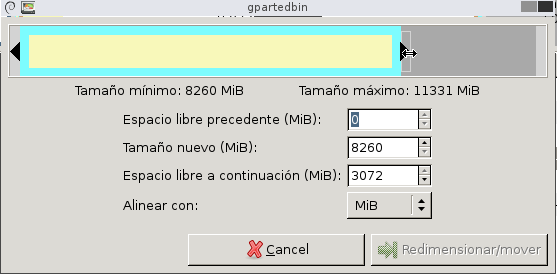 gpartedbin
Tamaño mínimo: 8260 MiB Tamaño máximo: 11331 MiB
Espacio libre precedente (MiB): 0
Tamaño nuevo (MiB): 8260
Espacio libre a continuación (MiB): 3072
Alinear con: MiB
Cancel Redimensionar/mover